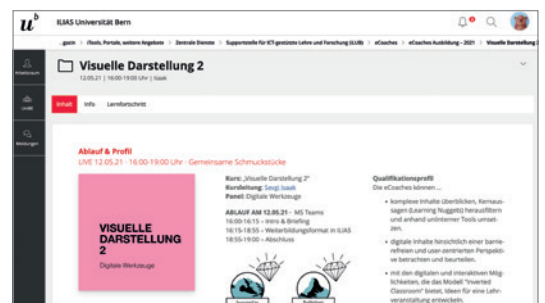 u^b
ILIAS Universität Bern
...gazin > iTools, Portale, weitere Angebote > Zentrale Dienste > Supportstelle für ICT-gestützte Lehre und Forschung (iLUB) > eCoaches > eCoaches Ausbildung – 2021 > Visuelle Darstellung 2
Arbeitsraum
UniBE
Meldungen
Visuelle Darstellung 2
12.05.21 | 16:00-19:00 Uhr | Isaak
Inhalt Info Lernfortschritt
Ablauf & Profil
LIVE 12.05.21 - 16:00-19:00 Uhr - Gemeinsame Schmuckstücke
VISUELLE
DARSTELLUNG
2
Digitale Werkzeuge
Kurs: „Visuelle Darstellung 2"
Kursleitung: Sevgi Isaak
Panel: Digitale Werkzeuge
ABLAUF AM 12.05.21 - MS Teams
16:00-16:15 – Intro & Briefing
16:15-18:55 – Weiterbildungsformat in ILIAS
18:55-19:00 – Abschluss
Qualifikationsprofil
Die eCoaches können ...
• komplexe Inhalte überblicken, Kernaus-
sagen (Learning Nuggets) herausfiltern
und anhand uninterner Tools umset-
zen.
• digitale Inhalte hinsichtlich einer barrie-
refreien und user-zentrierten Perspekti-
ve betrachten und beurteilen.
• mit den digitalen und interaktiven Mög-
lichkeiten, die das Modell "Inverted
Classroom" bietet, Ideen für eine Lehr-
veranstaltung entwickeln.